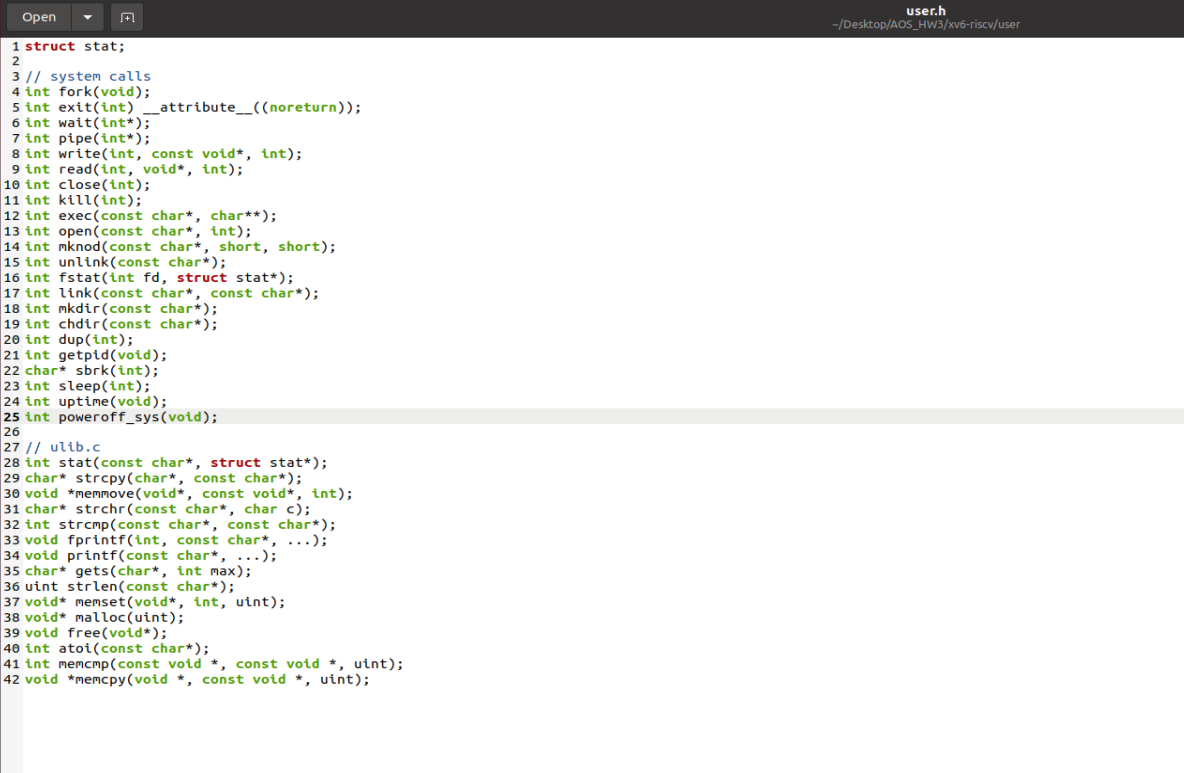 Open
user.h
~/Desktop/AOS_HW3/xv6-riscv/user
1 struct stat;
2
3 // system calls
4 int fork(void);
5 int exit(int) __attribute__((noreturn));
6 int wait(int*);
7 int pipe(int*);
8 int write(int, const void*, int);
9 int read(int, void*, int);
10 int close(int);
11 int kill(int);
12 int exec(const char*, char**);
13 int open(const char*, int);
14 int mknod(const char*, short, short);
15 int unlink(const char*);
16 int fstat(int fd, struct stat*);
17 int link(const char*, const char*);
18 int mkdir(const char*);
19 int chdir(const char*);
20 int dup(int);
21 int getpid(void);
22 char* sbrk(int);
23 int sleep(int);
24 int uptime(void);
25 int poweroff_sys(void);
26
27 // ulib.c
28 int stat(const char*, struct stat*);
29 char* strcpy(char*, const char*);
30 void *memmove(void*, const void*, int);
31 char* strchr(const char*, char c);
32 int strcmp(const char*, const char*);
33 void fprintf(int, const char*, ...);
34 void printf(const char*, ...);
35 char* gets(char*, int max);
36 uint strlen(const char*);
37 void* memset(void*, int, uint);
38 void* malloc(uint);
39 void free(void*);
40 int atoi(const char*);
41 int memcmp(const void *, const void *, uint);
42 void *memcpy(void *, const void *, uint);